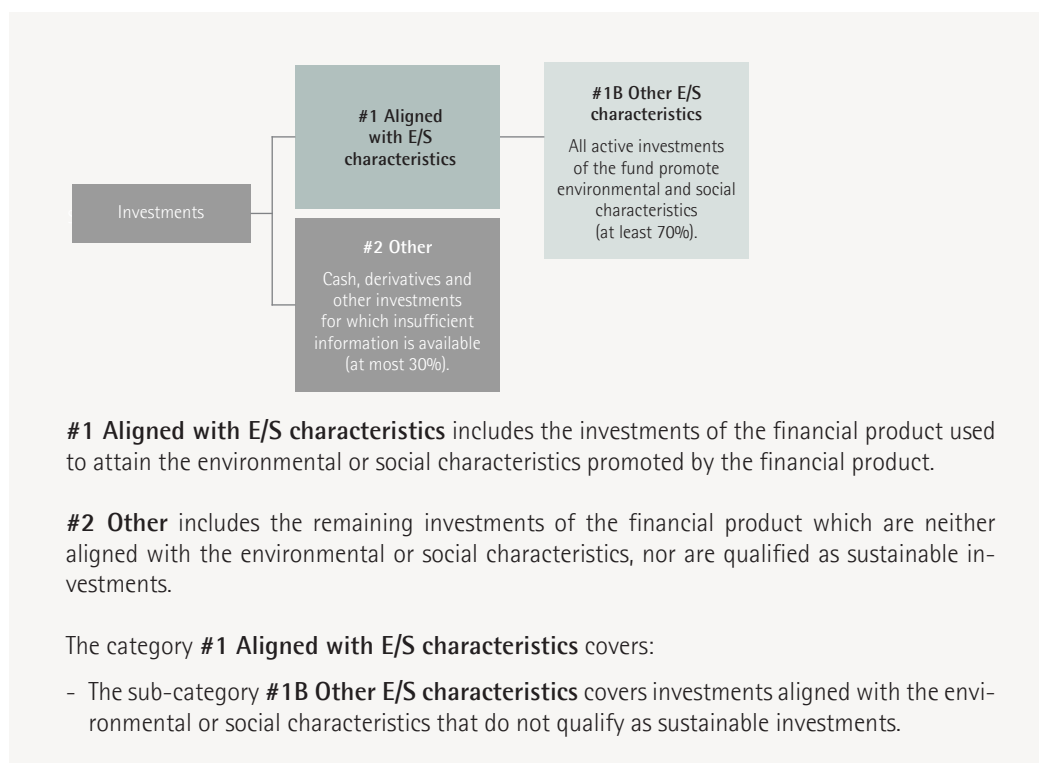 Investments
#1 Aligned
with E/S
characteristics
#1B Other E/S
characteristics
All active investments
of the fund promote
environmental and social
characteristics
(at least 70%).
#2 Other
Cash, derivatives and
other investments
for which insufficient
information is available
(at most 30%).
#1 Aligned with E/S characteristics includes the investments of the financial product used
to attain the environmental or social characteristics promoted by the financial product.
#2 Other includes the remaining investments of the financial product which are neither
aligned with the environmental or social characteristics, nor are qualified as sustainable in-
vestments.
The category #1 Aligned with E/S characteristics covers:
- The sub-category #1B Other E/S characteristics covers investments aligned with the envi-
ronmental or social characteristics that do not qualify as sustainable investments.